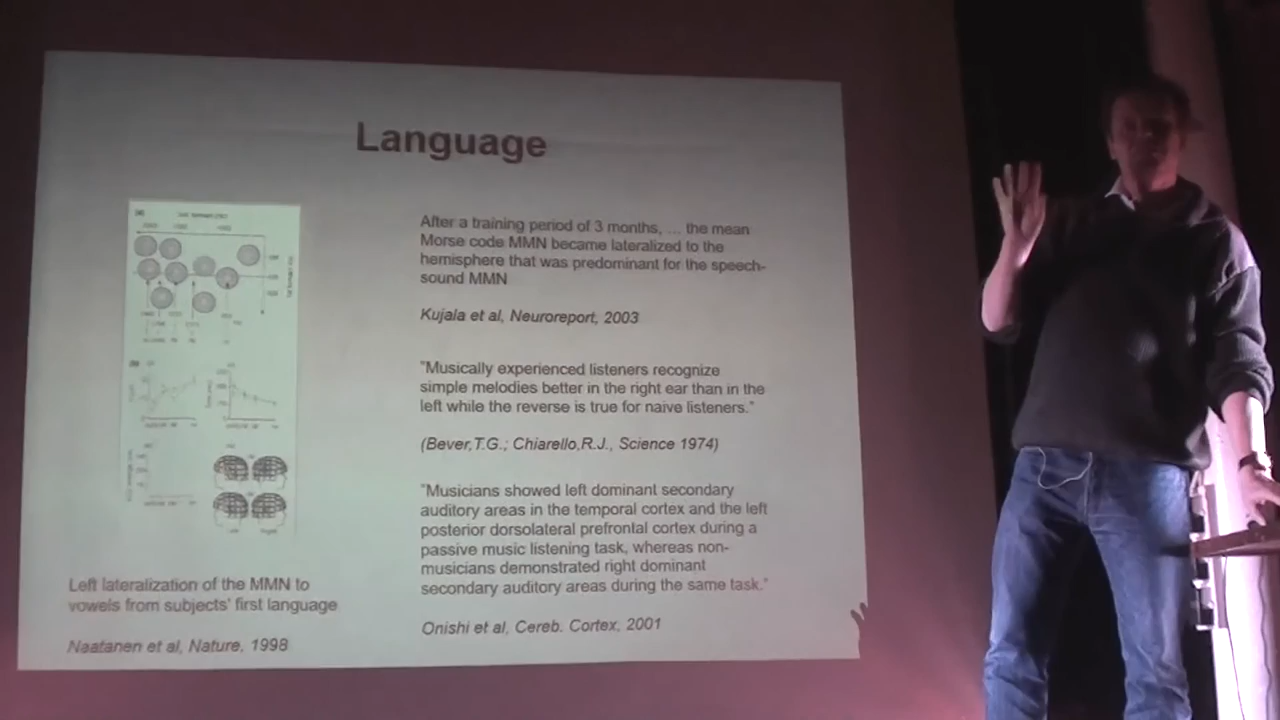 Language
After a training period of 3 months, ... the mean
Morse code MMN became lateralized to the
hemisphere that was predominant for the speech-
sound MMN
Kujala et al, Neuroreport, 2003
"Musically experienced listeners recognize
simple melodies better in the right ear than in the
left while the reverse is true for naive listeners."
(Bever,T.G.; Chiarello,R.J., Science 1974)
"Musicians showed left dominant secondary
auditory areas in the temporal cortex and the left
posterior dorsolateral prefrontal cortex during a
passive music listening task, whereas non-
musicians demonstrated right dominant
secondary auditory areas during the same task."
Onishi et al, Cereb. Cortex, 2001
Left lateralization of the MMN to
vowels from subjects' first language
Naatanen et al, Nature, 1998